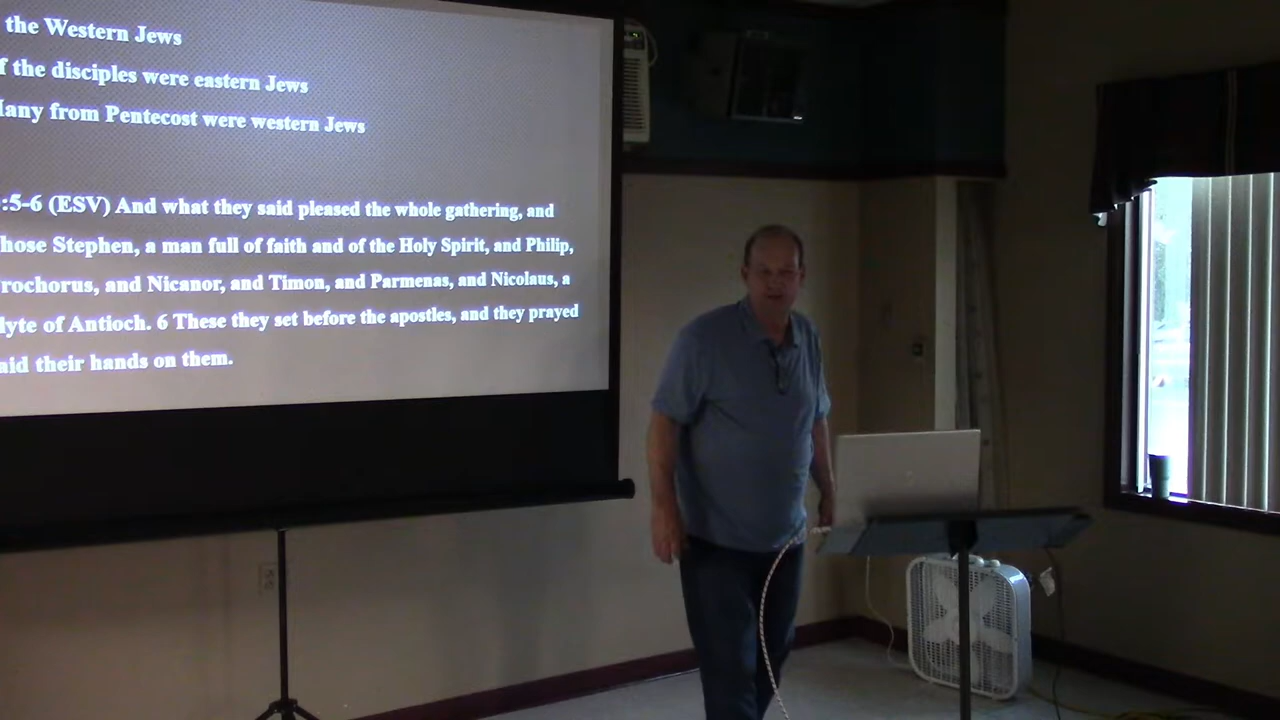 the Western Jews
f the disciples were eastern Jews
Many from Pentecost were western Jews
:5-6 (ESV) And what they said pleased the whole gathering, and
hose Stephen, a man full of faith and of the Holy Spirit, and Philip,
rochorus, and Nicanor, and Timon, and Parmenas, and Nicolaus, a
lyte of Antioch. 6 These they set before the apostles, and they prayed
aid their hands on them.